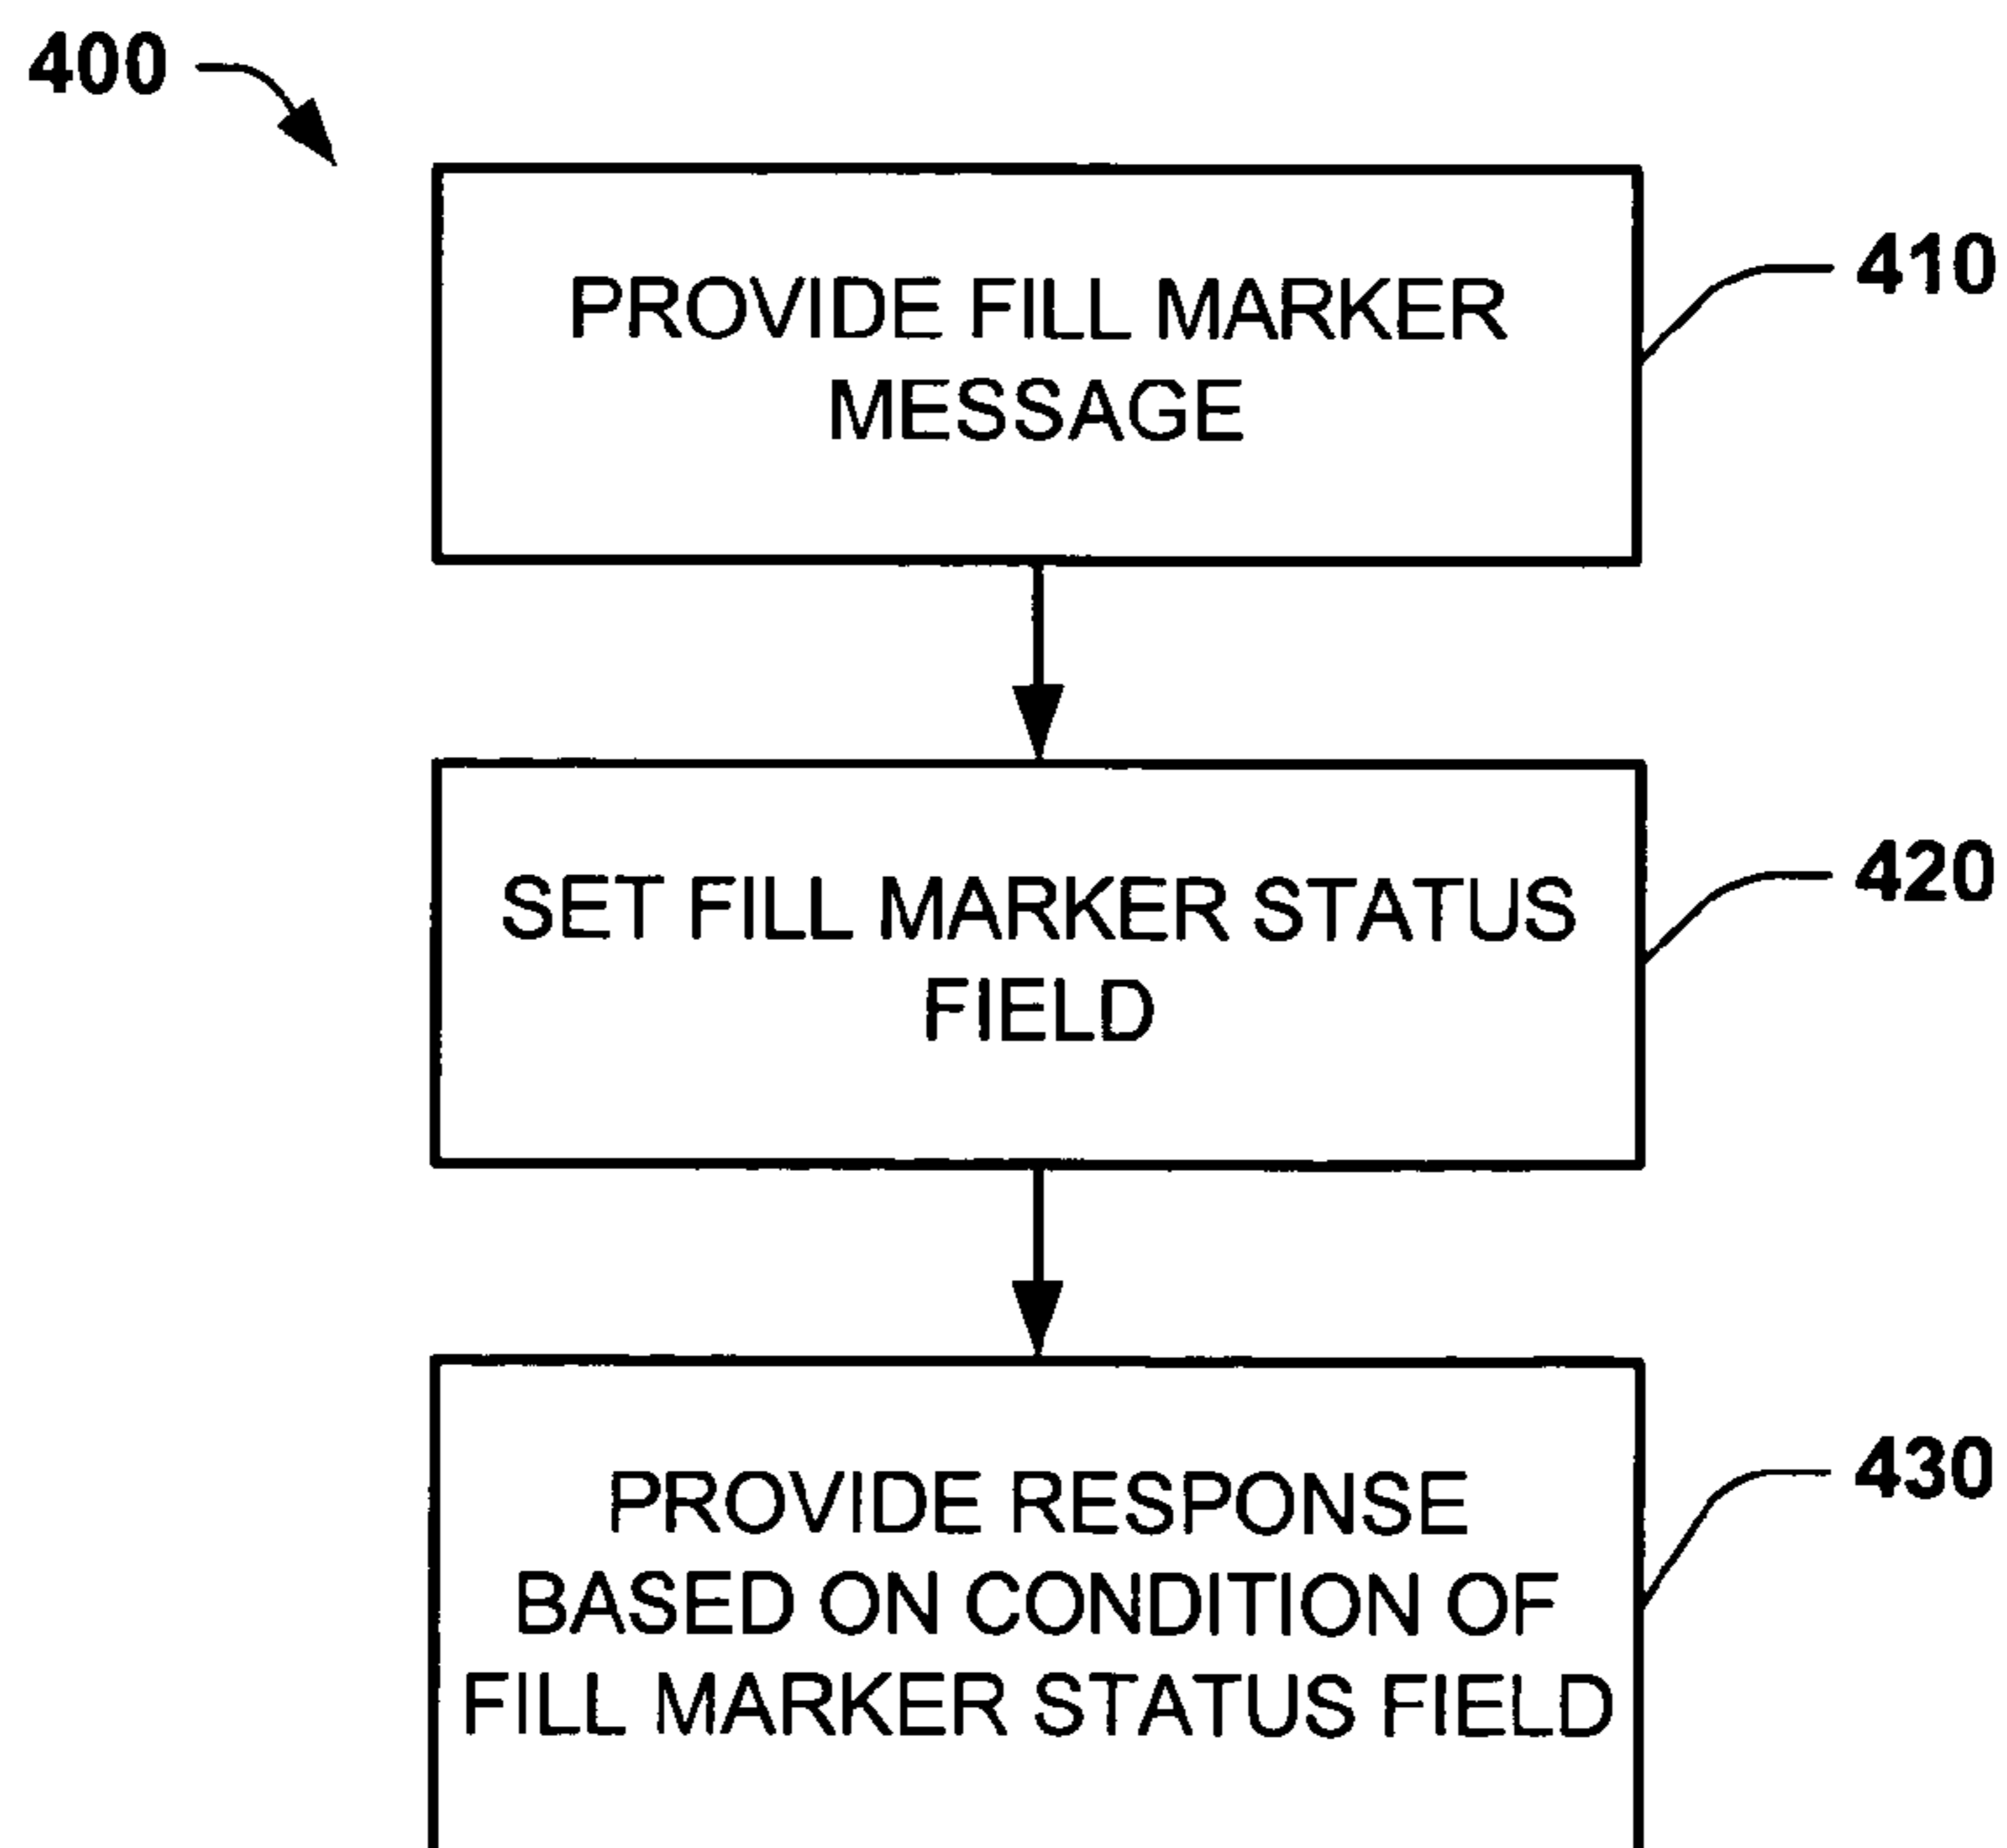 400
PROVIDE FILL MARKER
MESSAGE
410
SET FILL MARKER STATUS
FIELD
420
PROVIDE RESPONSE
BASED ON CONDITION OF
FILL MARKER STATUS FIELD
430